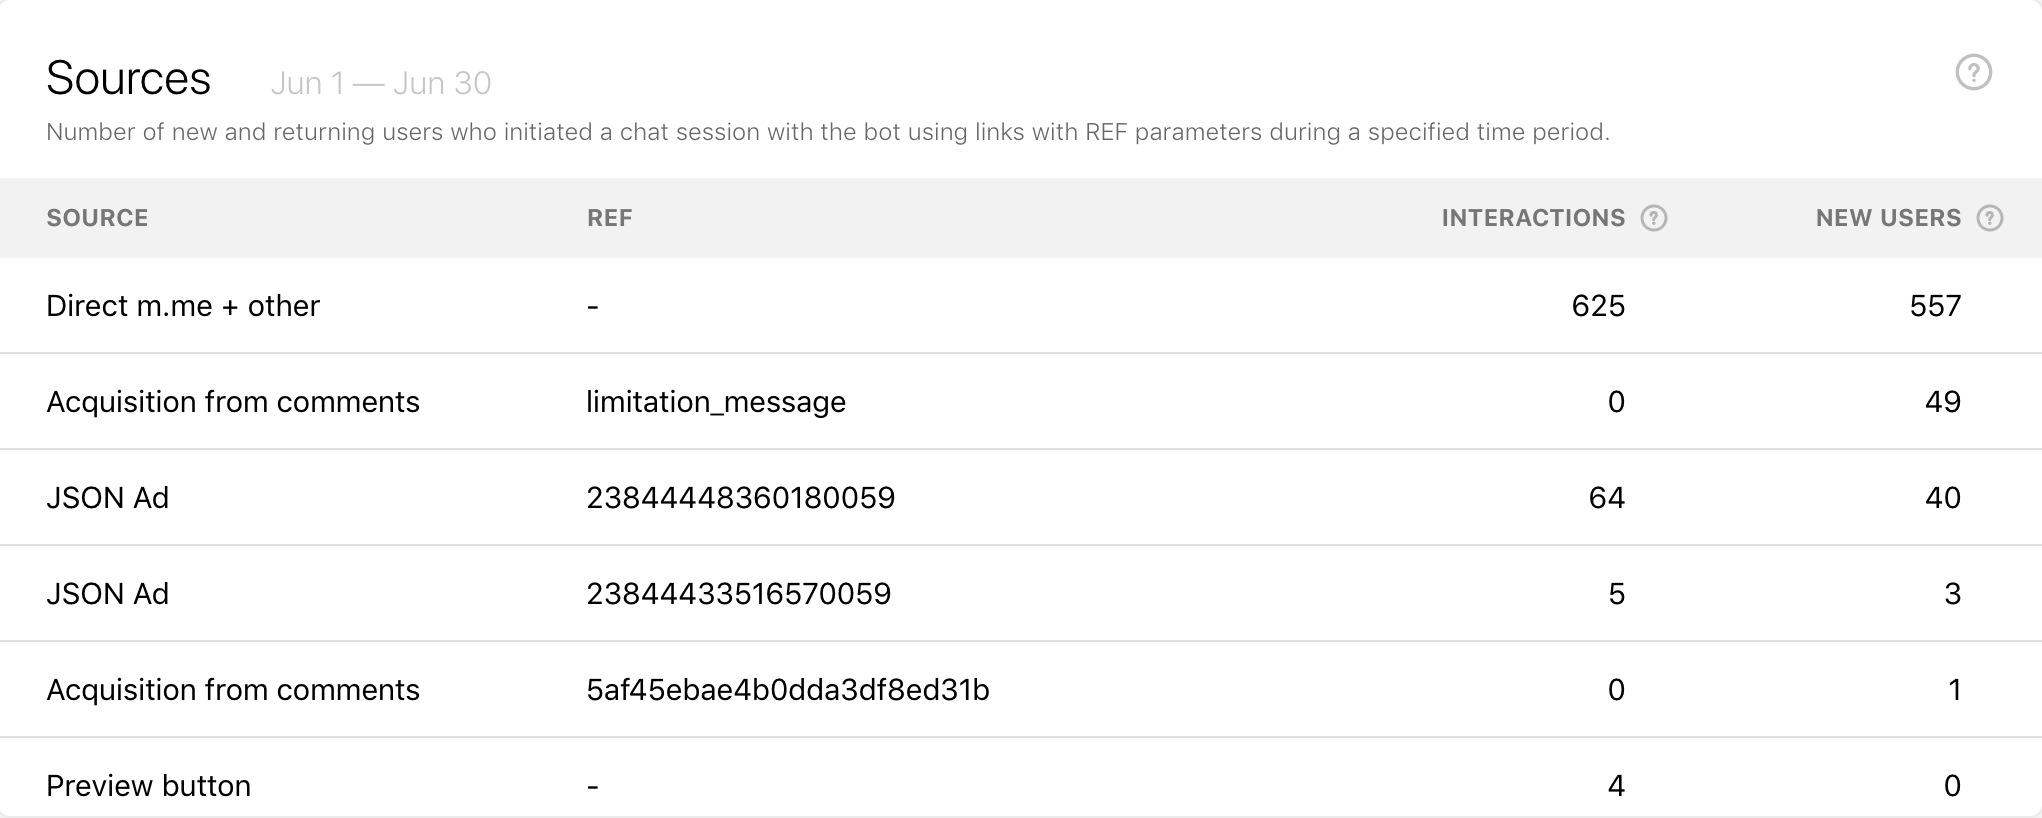 Sources Jun 1 — Jun 30 ?
Number of new and returning users who initiated a chat session with the bot using links with REF parameters during a specified time period.
SOURCE REF INTERACTIONS ? NEW USERS ?
Direct m.me + other - 625 557
Acquisition from comments limitation_message 0 49
JSON Ad 23844448360180059 64 40
JSON Ad 23844433516570059 5 3
Acquisition from comments 5af45ebae4b0dda3df8ed31b 0 1
Preview button - 4 0